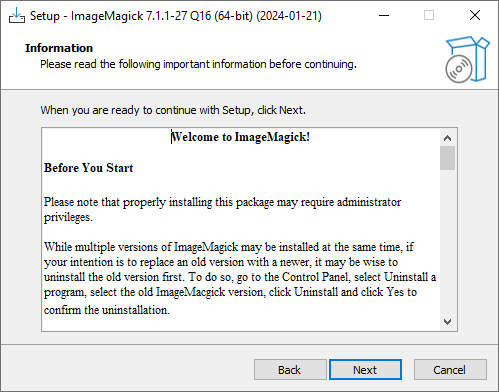 Setup - ImageMagick 7.1.1-27 Q16 (64-bit) (2024-01-21)
Information
Please read the following important information before continuing.
When you are ready to continue with Setup, click Next.
Welcome to ImageMagick!
Before You Start
Please note that properly installing this package may require administrator
privileges.
While multiple versions of ImageMagick may be installed at the same time, if
your intention is to replace an old version with a newer, it may be wise to
uninstall the old version first. To do so, go to the Control Panel, select Uninstall a
program, select the old ImageMacgick version, click Uninstall and click Yes to
confirm the uninstallation.
Back
Next
Cancel